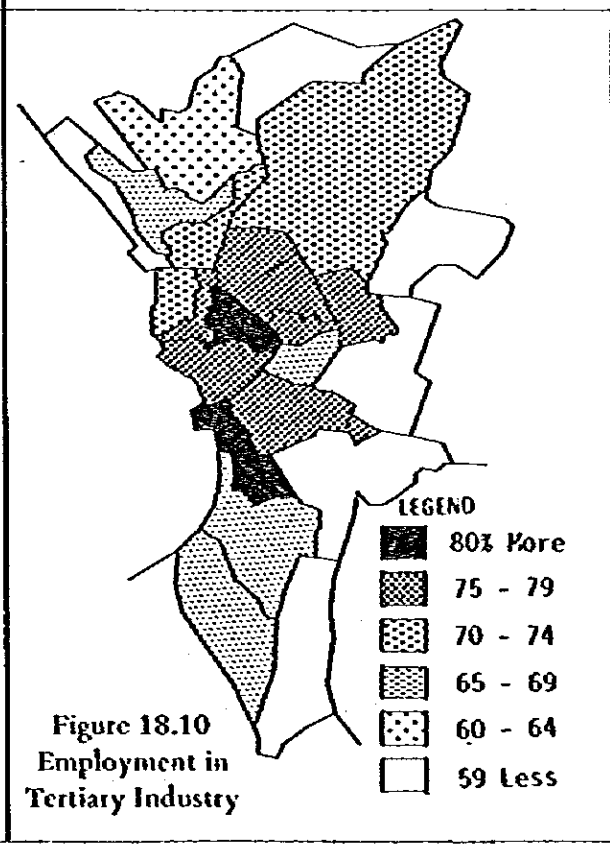 LEGEND
80% More
75 - 79
70 - 74
65 - 69
60 - 64
59 Less
Figure 18.10
Employment in
Tertiary Industry